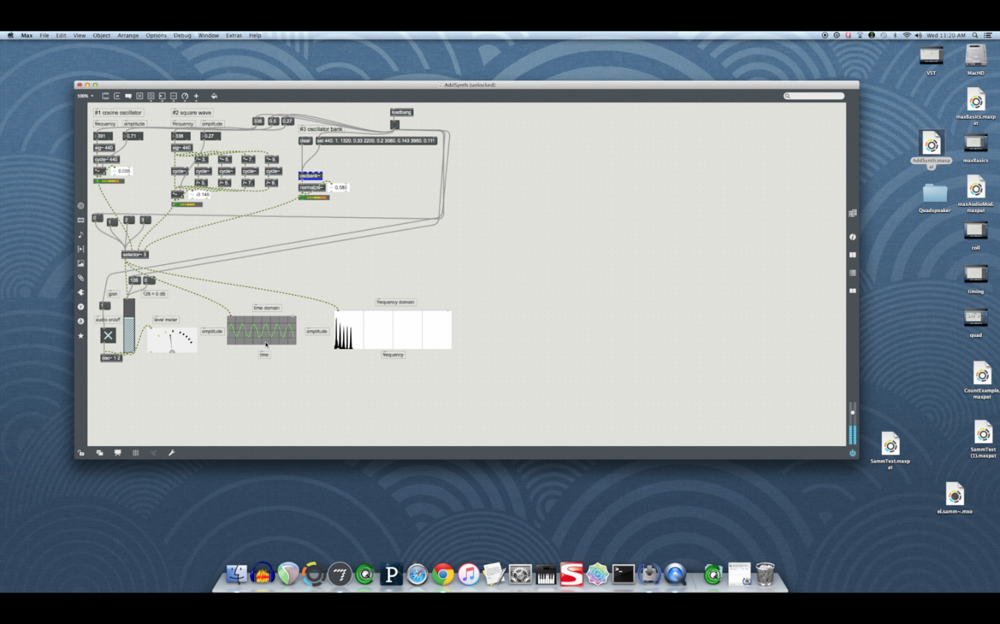 Max File Edit View Object Arrange Options Debug Window Extras Help
Wed 11:20 AM
AddSynth (unlocked)
100%
#1 cosine oscillator
frequency amplitude
391 0.71
sig~ 440
cycle~ 440
0.055
#2 square wave
frequency amplitude
338 0.27
sig~ 440
338 0.5 0.27
/~ 3. *~ 5. *~ 7. *~ 9.
cycle~ cycle~ cycle~ cycle~ cycle~
/~ 3. /~ 5. /~ 7. /~ 9.
-0.146
loadbang
#3 oscillator bank
clear set 440. 1. 1320. 0.33 2200. 0.2 3080. 0.143 3960. 0.111
oscbank~
0.580
0 1 2 3
selector~ 3
128 0
gain 128 = 0 dB
1
audio on/off level meter
dac~ 1 2
time domain
amplitude
time
frequency domain
amplitude
frequency
VST
MacHD
maxBasics.maxp
at
AddSynth.maxp
at
maxBasics
Quadspeaker
maxAudioMod.
maxpat
coll
timing
quad
CountExample.
maxpat
SammTest.maxp
at
SammTest
(1).maxpat
el.samm~.mxo